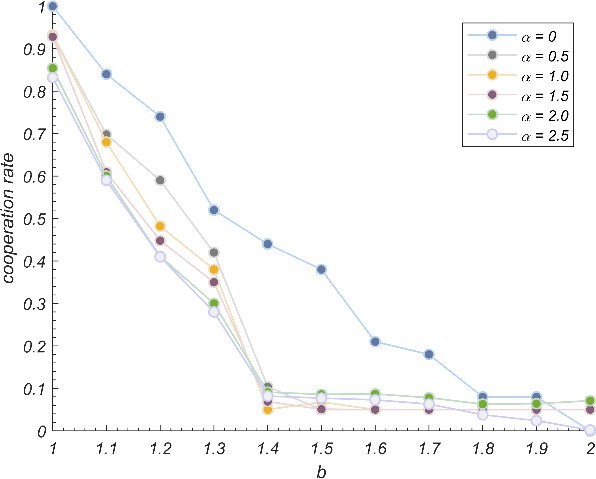 1
0.9
0.8
0.7
0.6
0.5
0.4
0.3
0.2
0.1
0
cooperation rate
α = 0
α = 0.5
α = 1.0
α = 1.5
α = 2.0
α = 2.5
1 1.1 1.2 1.3 1.4 1.5 1.6 1.7 1.8 1.9 2
b